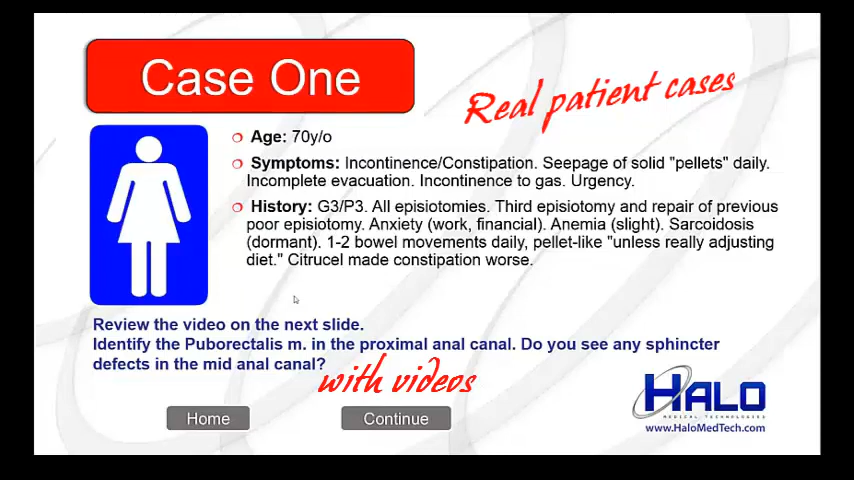 Case One
Real patient cases
Age: 70y/o
Symptoms: Incontinence/Constipation. Seepage of solid "pellets" daily.
Incomplete evacuation. Incontinence to gas. Urgency.
History: G3/P3. All episiotomies. Third episiotomy and repair of previous
poor episiotomy. Anxiety (work, financial). Anemia (slight). Sarcoidosis
(dormant). 1-2 bowel movements daily, pellet-like "unless really adjusting
diet." Citrucel made constipation worse.
Review the video on the next slide.
Identify the Puborectalis m. in the proximal anal canal. Do you see any sphincter
defects in the mid anal canal?
with videos
Home
Continue
HALO
MEDICAL TECHNOLOGIES
www.HaloMedTech.com